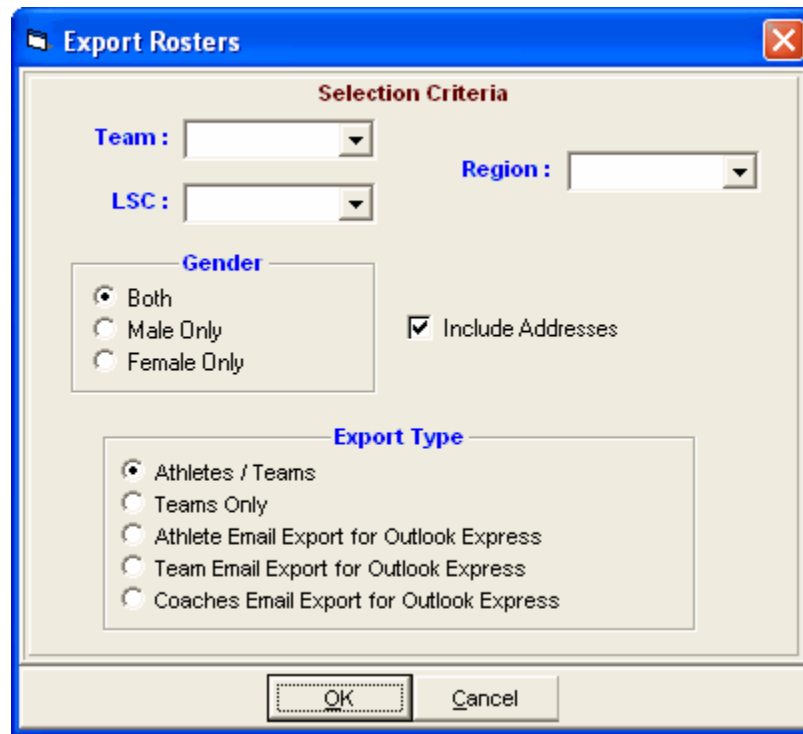 Export Rosters
Selection Criteria
Team :
Region :
LSC :
Gender
Both
Male Only
Female Only
Include Addresses
Export Type
Athletes / Teams
Teams Only
Athlete Email Export for Outlook Express
Team Email Export for Outlook Express
Coaches Email Export for Outlook Express
OK Cancel